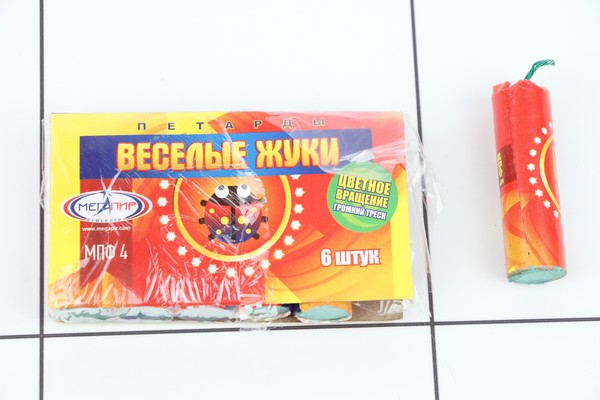 ПЕТАРДЫ
ВЕСЕЛЫЕ ЖУКИ
ЦВЕТНОЕ
ВРАЩЕНИЕ
ГРОМКИЙ ТРЕСК
МЕГАПИР
www.megapir.com
МПФ 4
6 ШТУК